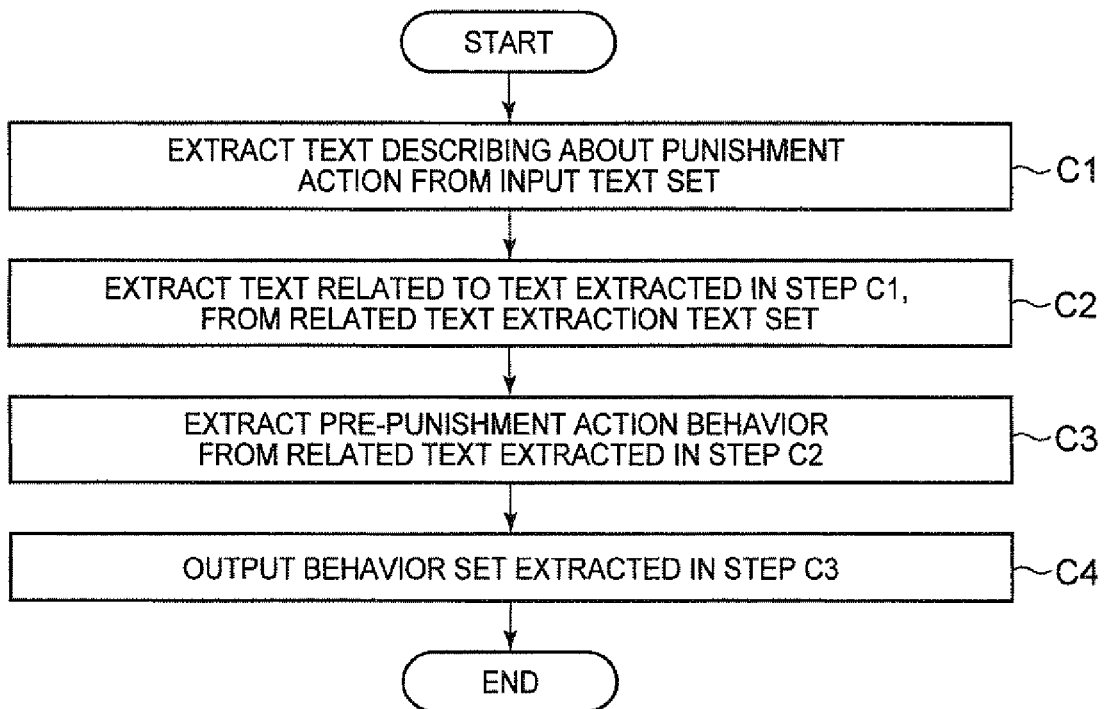 START
EXTRACT TEXT DESCRIBING ABOUT PUNISHMENT
ACTION FROM INPUT TEXT SET
C1
EXTRACT TEXT RELATED TO TEXT EXTRACTED IN STEP C1,
FROM RELATED TEXT EXTRACTION TEXT SET
C2
EXTRACT PRE-PUNISHMENT ACTION BEHAVIOR
FROM RELATED TEXT EXTRACTED IN STEP C2
C3
OUTPUT BEHAVIOR SET EXTRACTED IN STEP C3
C4
END